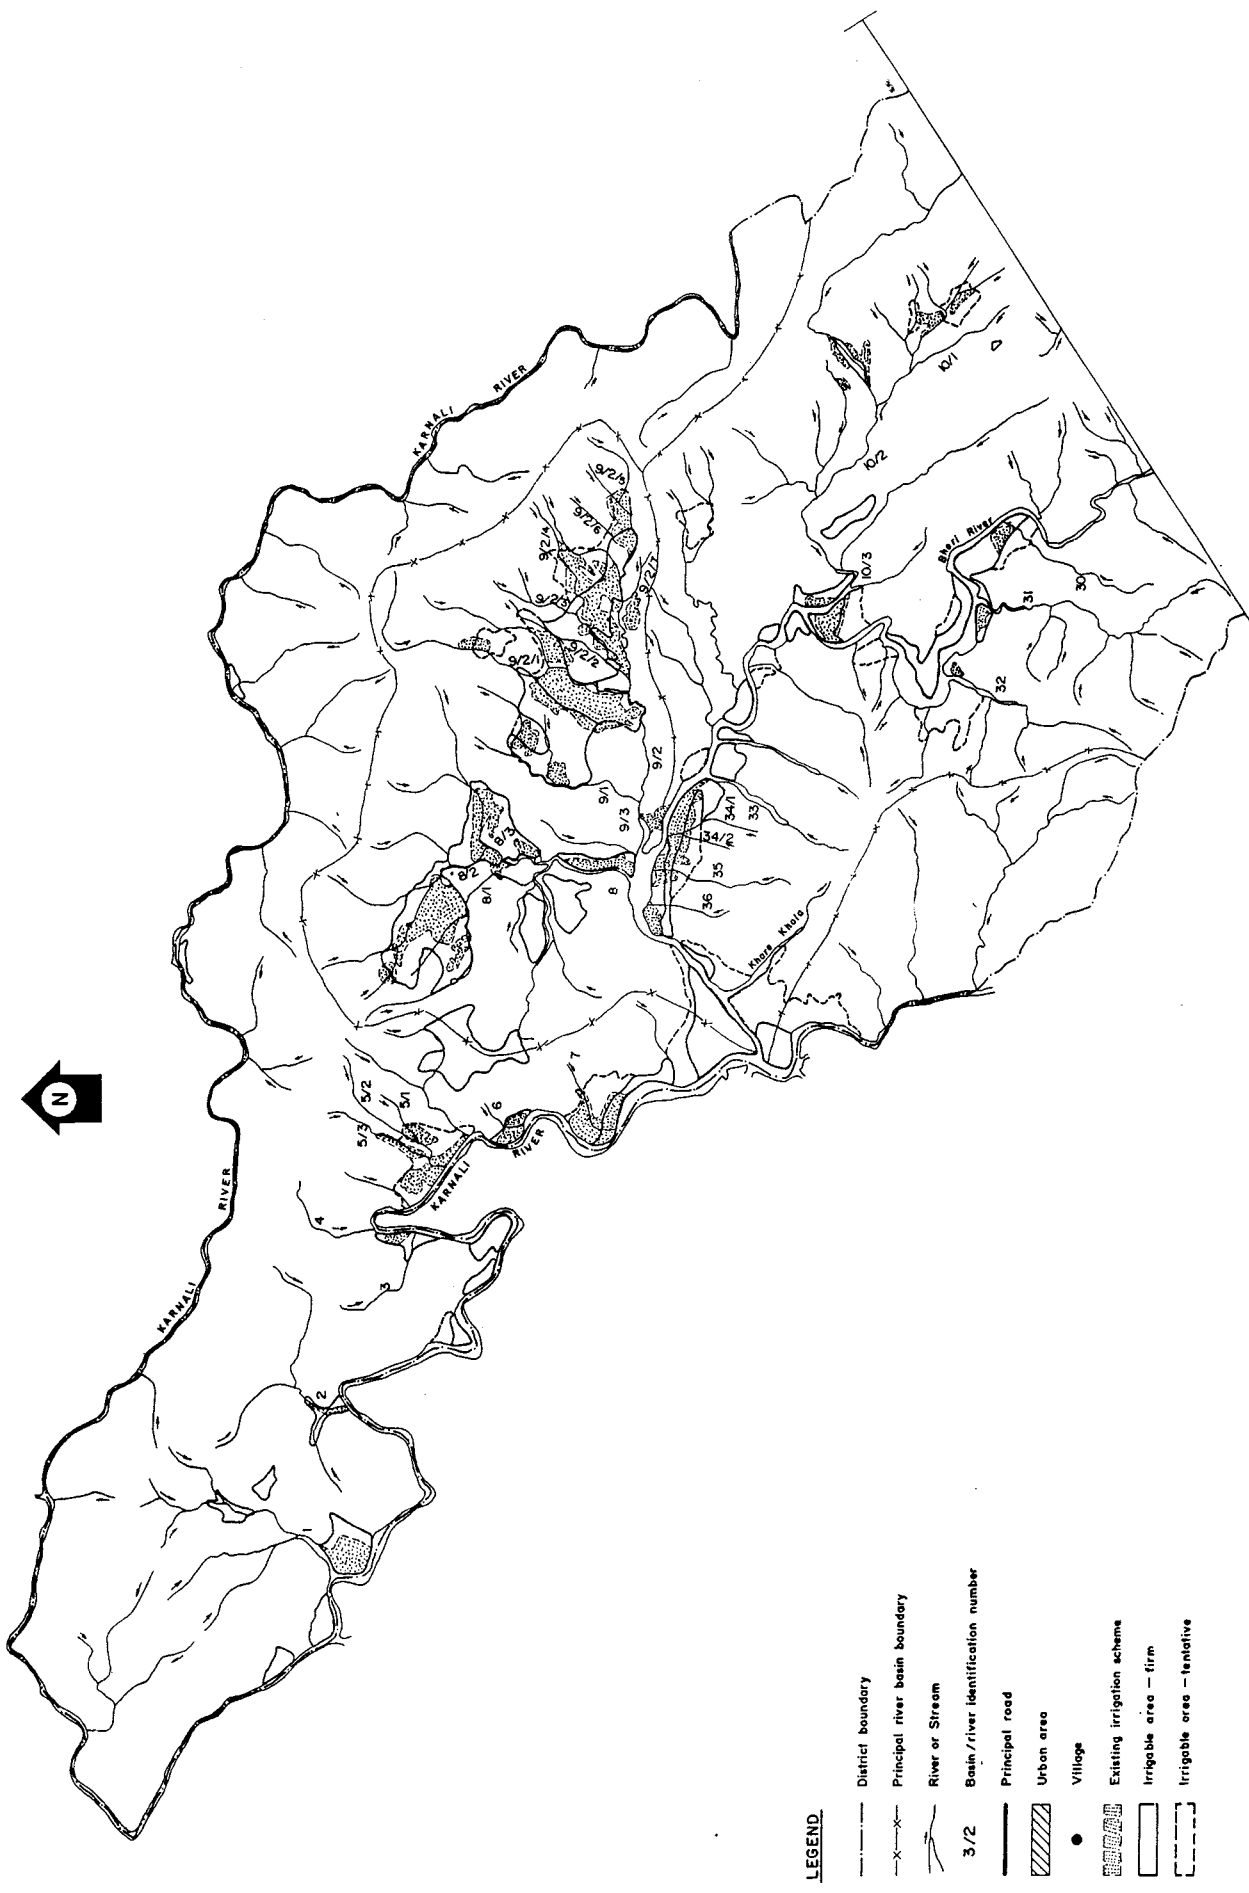 N
KARNALI
RIVER
KARNALI
RIVER
KARNALI
RIVER
Bheri River
Khare Khola
2
3
4
5/3
5/2
5/1
6
7
8/3
8/2
8/1
8
9/1
9/3
9/2
9/2/1
9/2/2
9/2/3
9/2/4
9/2/6
9/2/5
9/2/7
10/1
10/2
10/3
30
31
32
33
34/1
34/2
35
36
LEGEND
District boundary
Principal river basin boundary
River or Stream
3/2 Basin/river identification number
Principal road
Urban area
Village
Existing irrigation scheme
Irrigable area – firm
Irrigable area – tentative